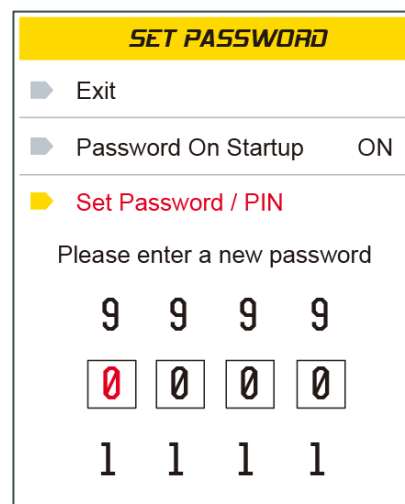 SET PASSWORD
Exit
Password On Startup ON
Set Password / PIN
Please enter a new password
9 9 9 9
0 0 0 0
1 1 1 1